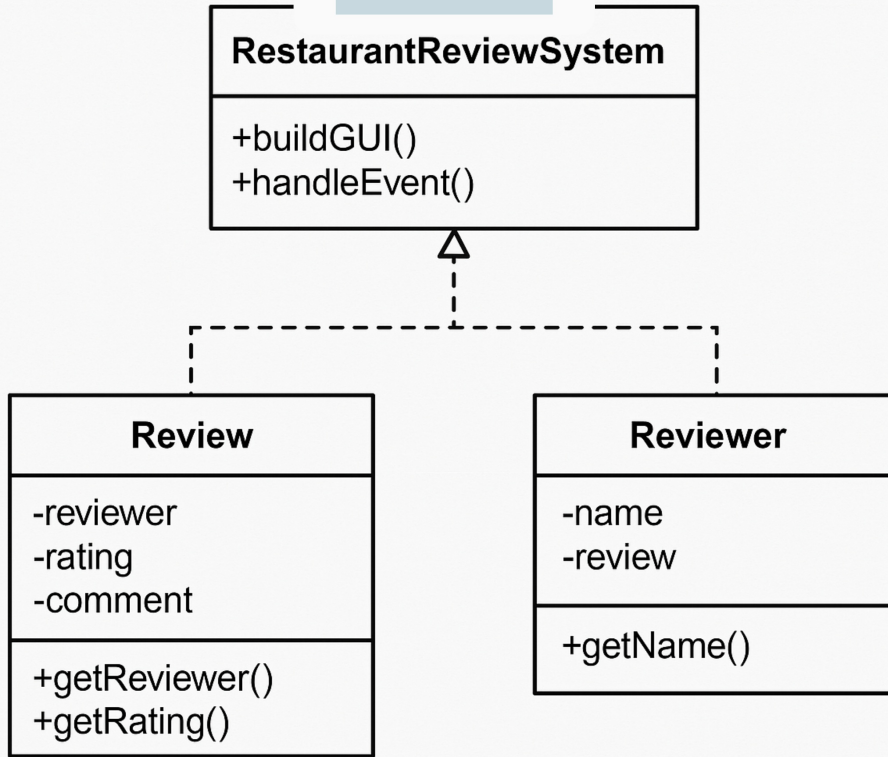 RestaurantReviewSystem
+buildGUI()
+handleEvent()
Review
-reviewer
-rating
-comment
+getReviewer()
+getRating()
Reviewer
-name
-review
+getName()